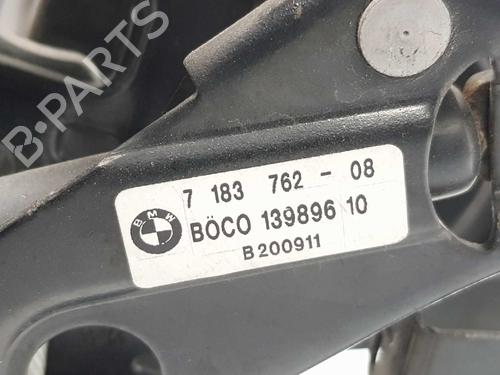 B-PARTS
7 183 762 - 08
BMW
BÖCO 139896 10
B200911